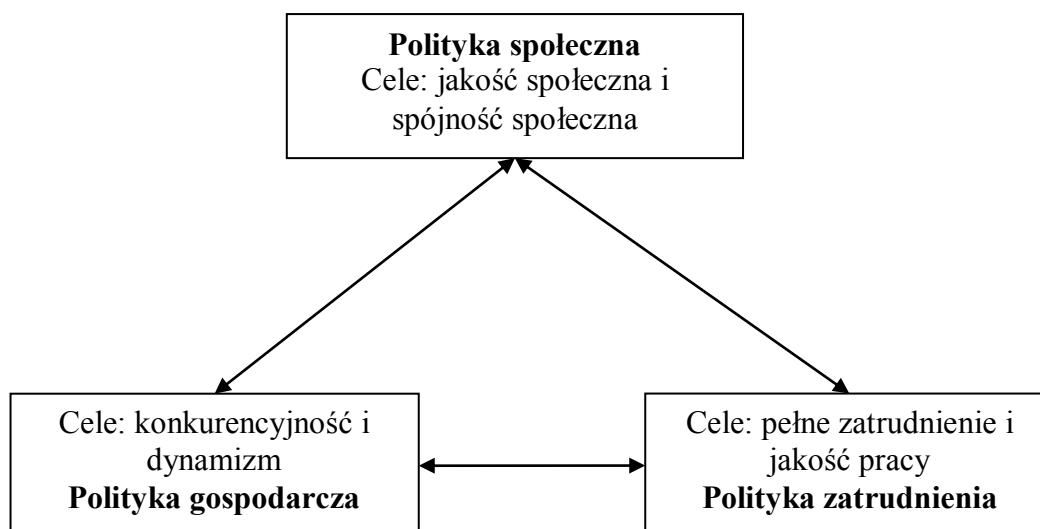 Polityka społeczna
Cele: jakość społeczna i
spójność społeczna
Cele: konkurencyjność i
dynamizm
Polityka gospodarcza
Cele: pełne zatrudnienie i
jakość pracy
Polityka zatrudnienia